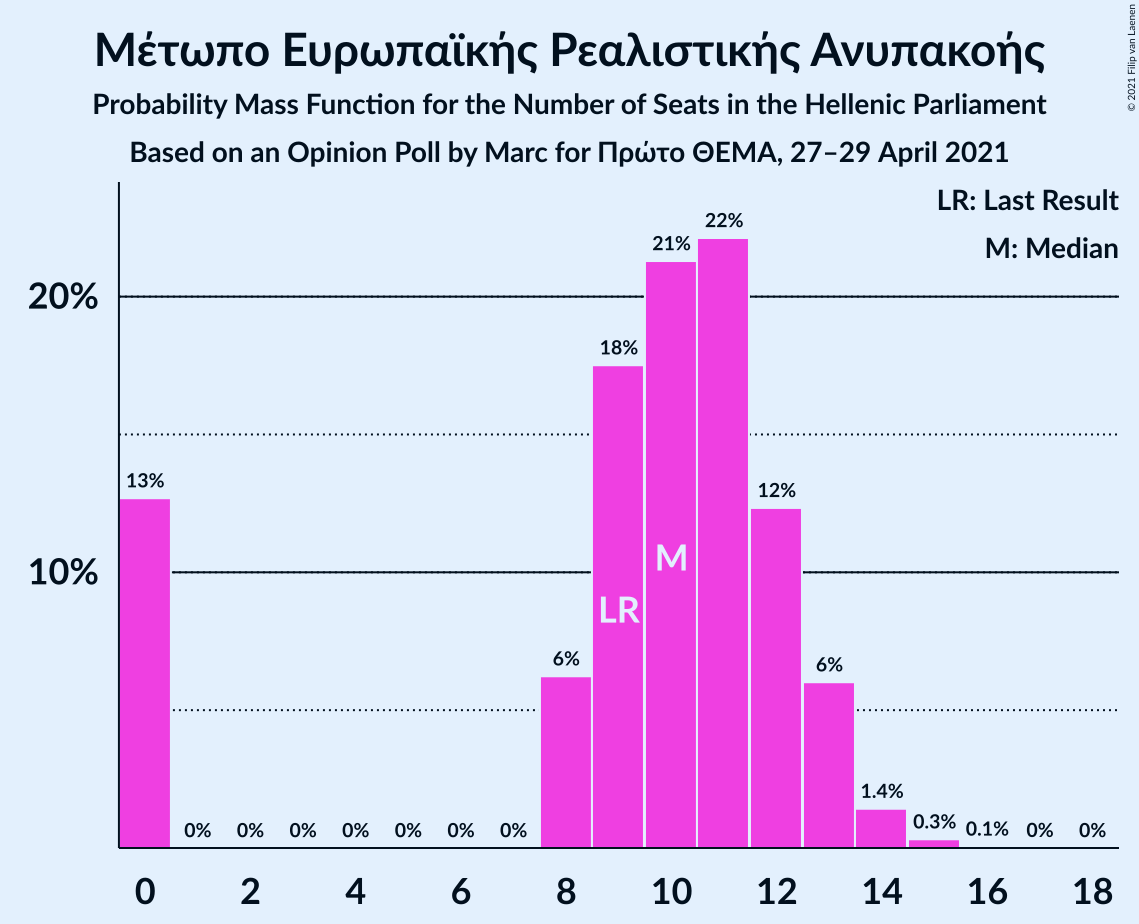 Μέτωπο Ευρωπαϊκής Ρεαλιστικής Ανυπακοής
Probability Mass Function for the Number of Seats in the Hellenic Parliament
Based on an Opinion Poll by Marc for Πρώτο ΘΕΜΑ, 27–29 April 2021
© 2021 Filip van Laenen
LR: Last Result
M: Median
20%
10%
13%
0%
0%
0%
0%
0%
0%
0%
6%
18%
21%
22%
12%
6%
1.4%
0.3%
0.1%
0%
0%
LR
M
0 2 4 6 8 10 12 14 16 18